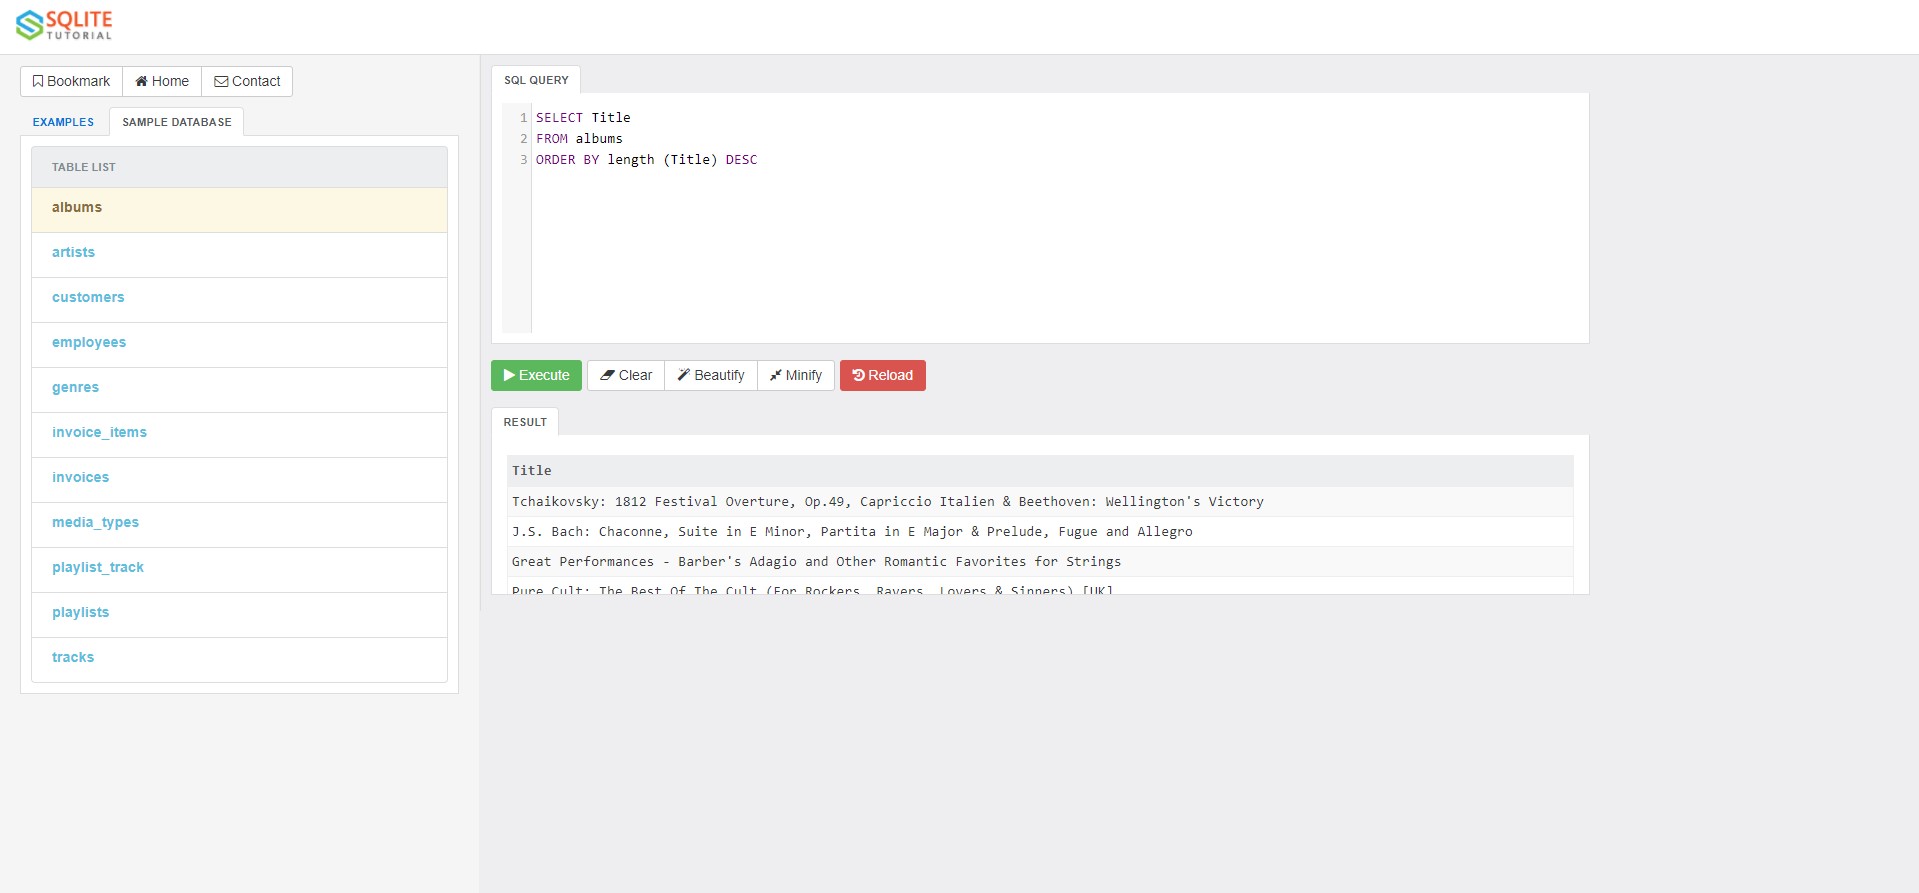 SQLITE
TUTORIAL
Bookmark Home Contact
EXAMPLES SAMPLE DATABASE
TABLE LIST
albums
artists
customers
employees
genres
invoice_items
invoices
media_types
playlist_track
playlists
tracks
SQL QUERY
1 SELECT Title
2 FROM albums
3 ORDER BY length (Title) DESC
Execute Clear Beautify Minify Reload
RESULT
Title
Tchaikovsky: 1812 Festival Overture, Op.49, Capriccio Italien & Beethoven: Wellington's Victory
J.S. Bach: Chaconne, Suite in E Minor, Partita in E Major & Prelude, Fugue and Allegro
Great Performances - Barber's Adagio and Other Romantic Favorites for Strings
Pure Cult: The Best Of The Cult (For Rockers, Ravers, Lovers & Sinners) [UK]